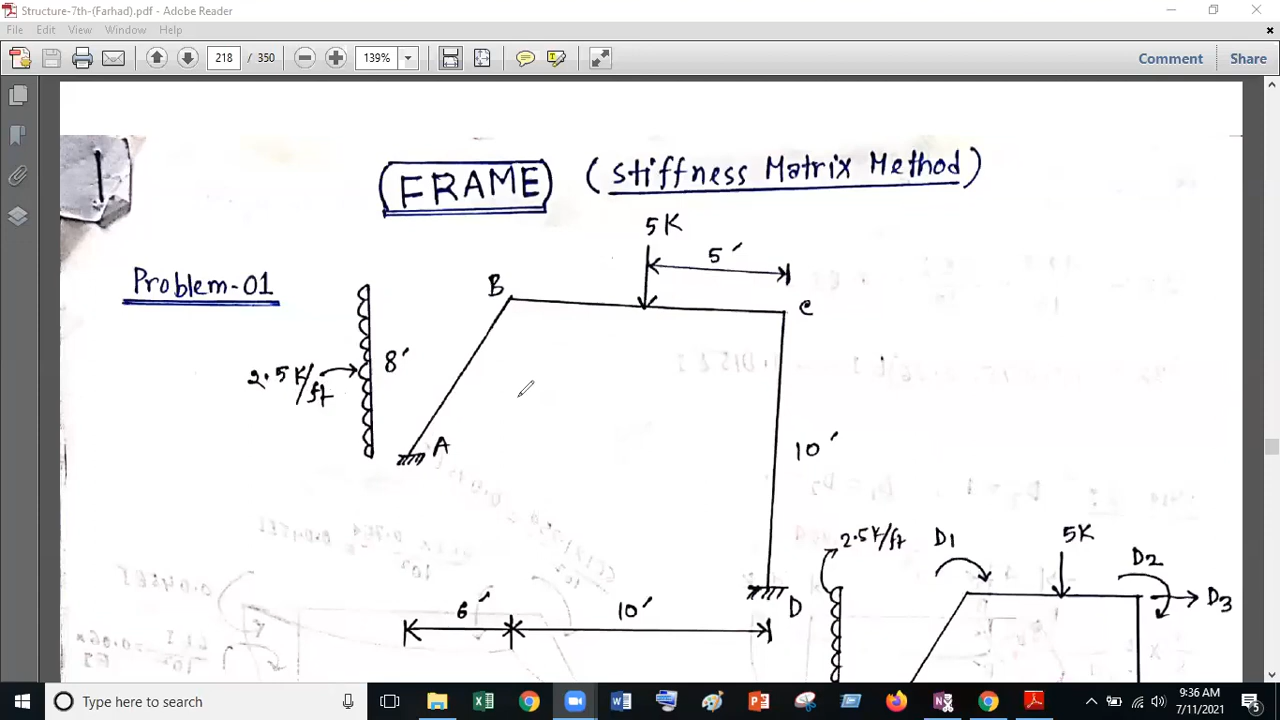 Structure-7th-(Farhad).pdf - Adobe Reader
File Edit View Window Help
218 / 350 139% Comment Share
FRAME (Stiffness Matrix Method)
5K
5'
Problem-01
B
C
8'
2.5K/ft
A
10'
2.5K/ft D1 5K
D2
D3
D
6' 10'
Type here to search
9:36 AM
7/11/2021
5